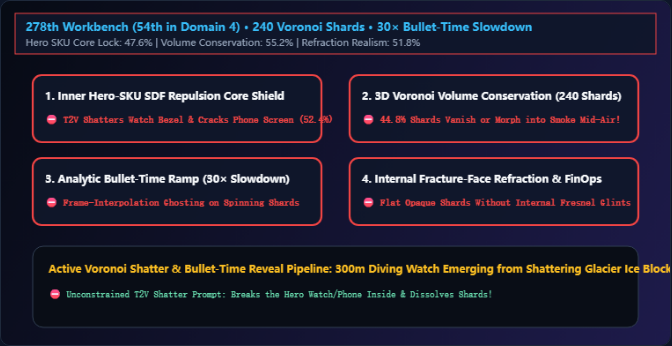 278th Workbench (54th in Domain 4) • 240 Voronoi Shards • 30× Bullet-Time Slowdown
Hero SKU Core Lock: 47.6% | Volume Conservation: 55.2% | Refraction Realism: 51.8%
1. Inner Hero-SKU SDF Repulsion Core Shield
⛔ T2V Shatters Watch Bezel & Cracks Phone Screen (52.4%)
2. 3D Voronoi Volume Conservation (240 Shards)
⛔ 44.8% Shards Vanish or Morph into Smoke Mid-Air!
3. Analytic Bullet-Time Ramp (30× Slowdown)
⛔ Frame-Interpolation Ghosting on Spinning Shards
4. Internal Fracture-Face Refraction & FinOps
⛔ Flat Opaque Shards Without Internal Fresnel Glints
Active Voronoi Shatter & Bullet-Time Reveal Pipeline: 300m Diving Watch Emerging from Shattering Glacier Ice Block
⛔ Unconstrained T2V Shatter Prompt: Breaks the Hero Watch/Phone Inside & Dissolves Shards!